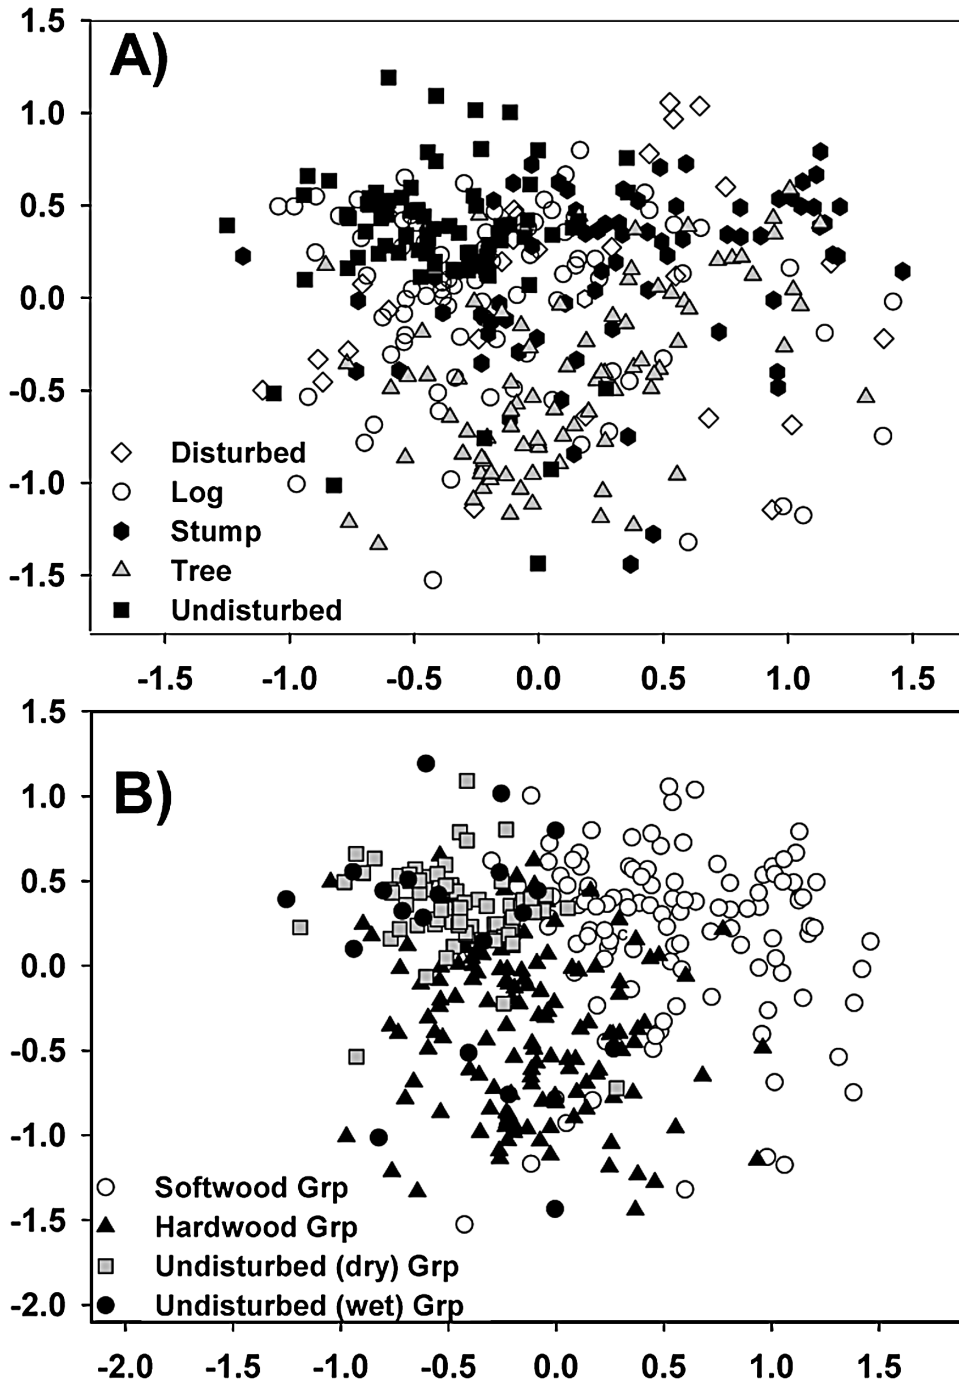 1.5
A)
1.0
0.5
0.0
-0.5
Disturbed
-1.0
Log
Stump
-1.5
Tree
Undisturbed
-1.5 -1.0 -0.5 0.0 0.5 1.0 1.5
1.5
B)
1.0
0.5
0.0
-0.5
-1.0
Softwood Grp
-1.5
Hardwood Grp
Undisturbed (dry) Grp
-2.0
Undisturbed (wet) Grp
-2.0 -1.5 -1.0 -0.5 0.0 0.5 1.0 1.5